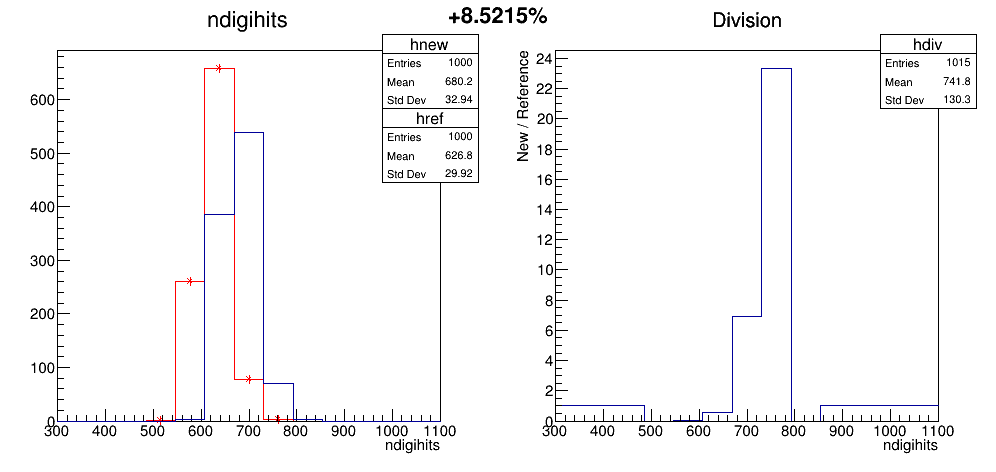 +8.5215%
ndigihits
hnew
Entries 1000
Mean 680.2
Std Dev 32.94
href
Entries 1000
Mean 626.8
Std Dev 29.92
600
500
400
300
200
100
0
300 400 500 600 700 800 900 1000 1100
ndigihits
Division
hdiv
Entries 1015
Mean 741.8
Std Dev 130.3
New / Reference
24
22
20
18
16
14
12
10
8
6
4
2
0
300 400 500 600 700 800 900 1000 1100
ndigihits